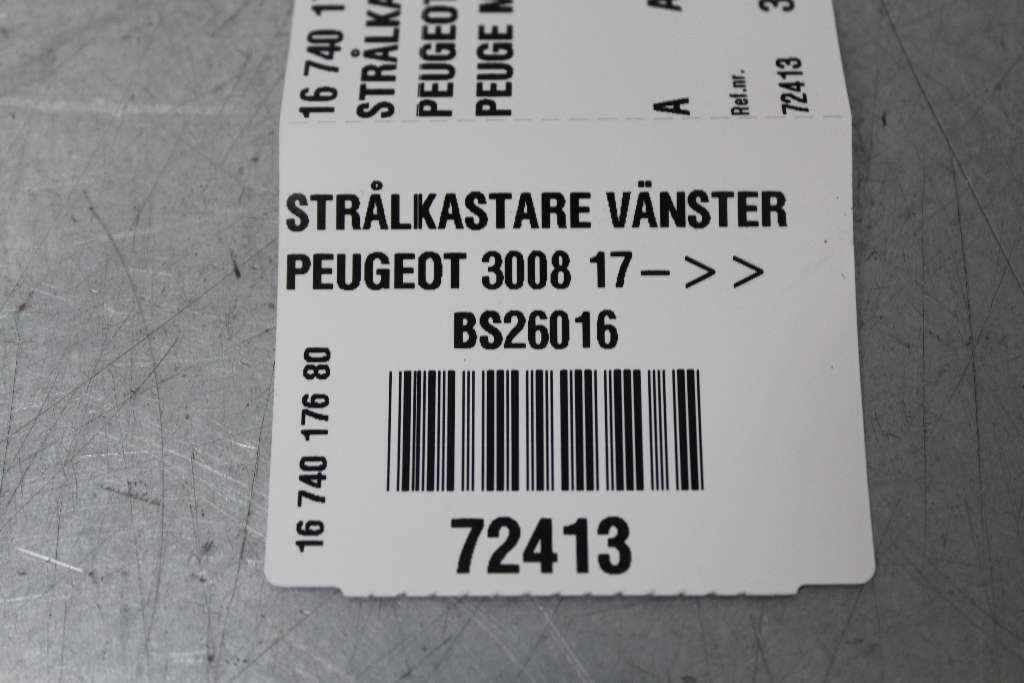 16 740 1
STRÅLKA
PEUGEOT
PEUGE M
A A
A
Ref.nr.
72413 3
STRÅLKASTARE VÄNSTER
PEUGEOT 3008 17–>>
BS26016
16 740 176 80
72413